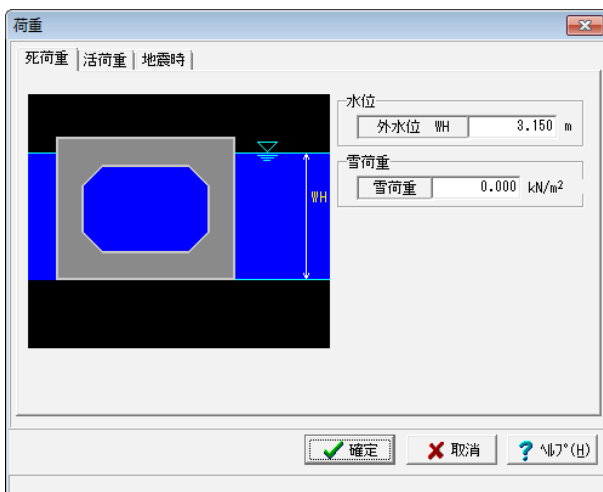 荷重
死荷重 活荷重 地震時
水位
外水位 WH 3.150 m
雪荷重
雪荷重 0.000 kN/m²
WH
確定 取消 ﾍﾙﾌﾟ(H)